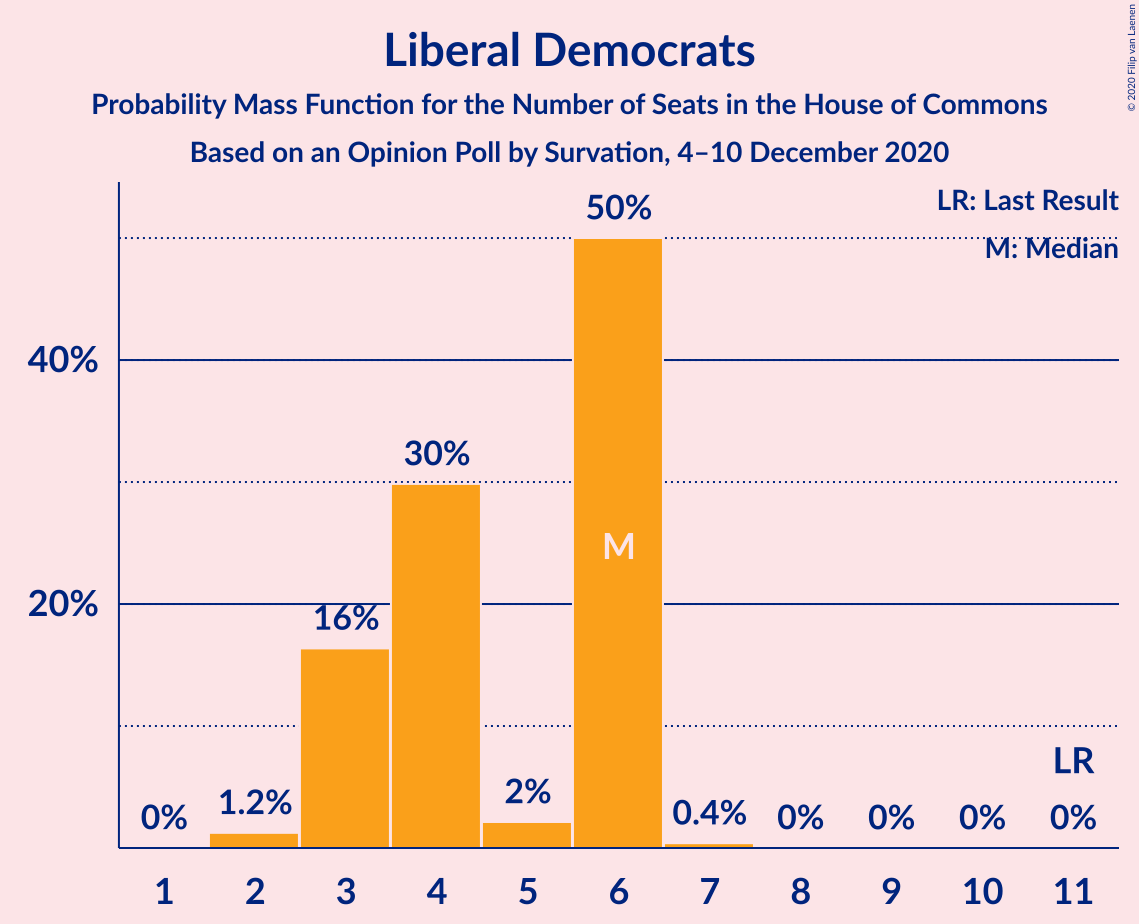 Liberal Democrats
Probability Mass Function for the Number of Seats in the House of Commons
Based on an Opinion Poll by Survation, 4–10 December 2020
© 2020 Filip van Laenen
LR: Last Result
M: Median
50%
40%
30%
M
20%
16%
LR
2%
1.2%
0.4%
0% 0% 0% 0% 0%
1 2 3 4 5 6 7 8 9 10 11